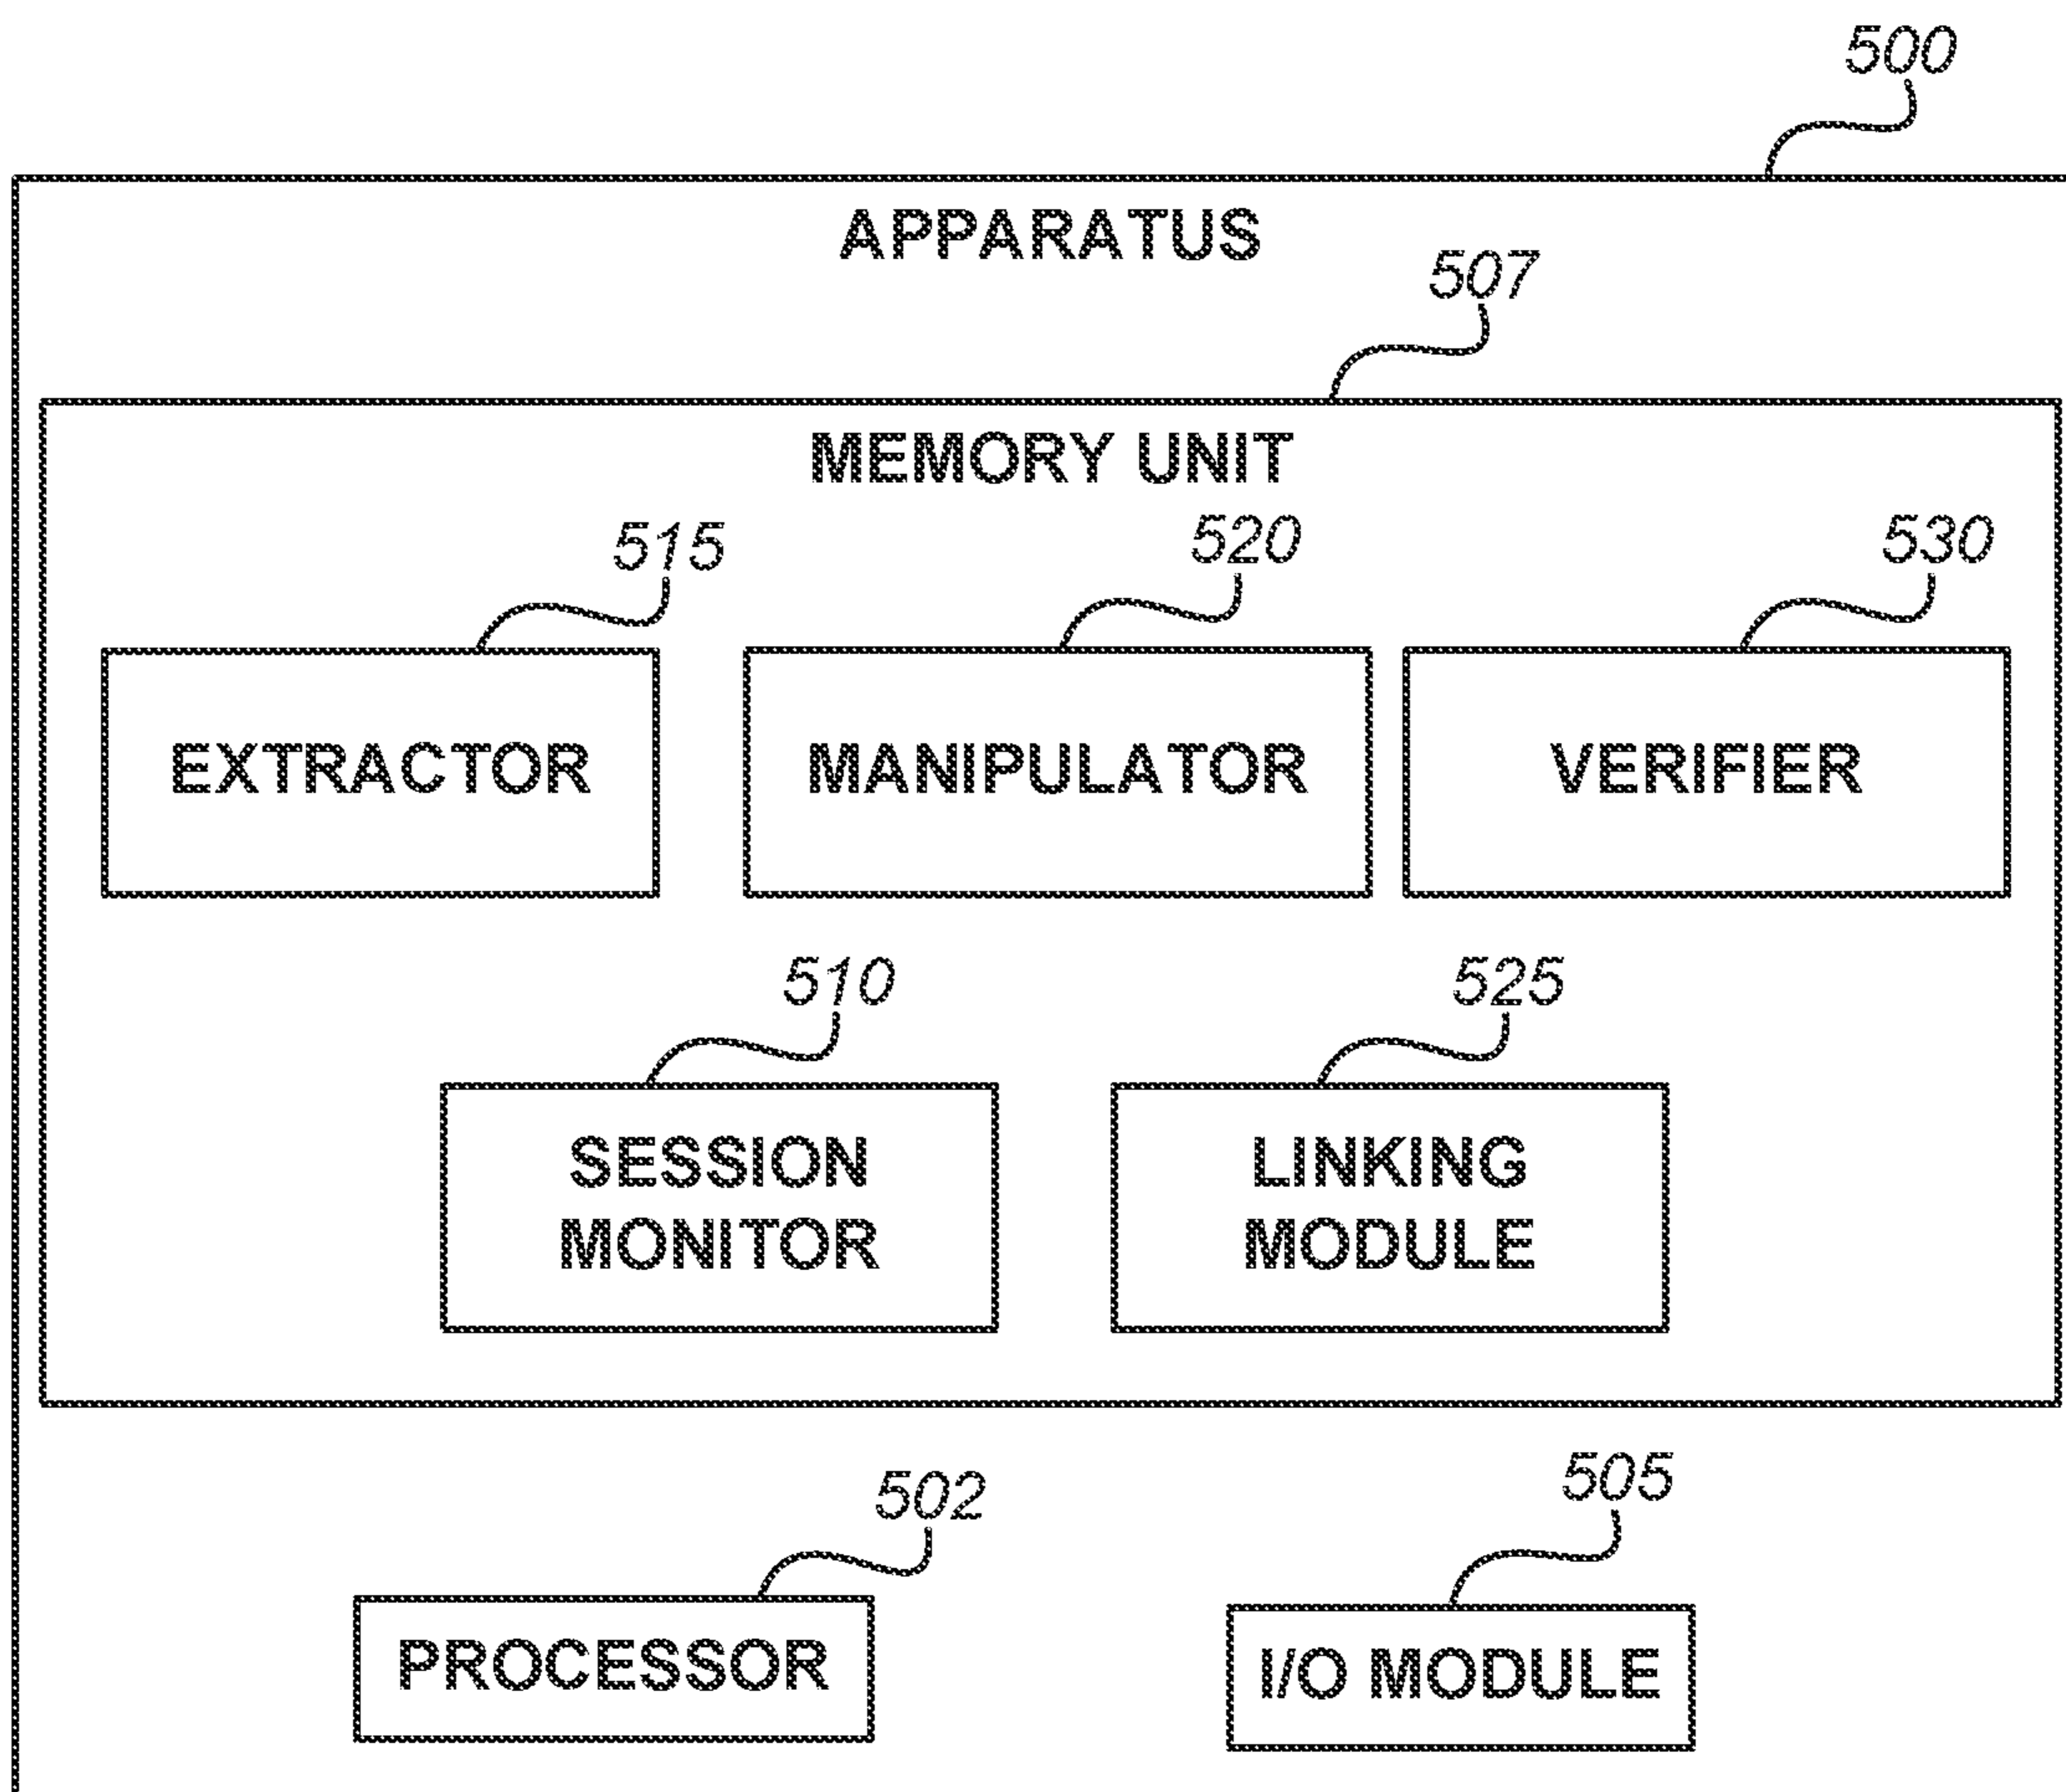 500
APPARATUS
507
MEMORY UNIT
515
520
530
EXTRACTOR
MANIPULATOR
VERIFIER
510
525
SESSION
MONITOR
LINKING
MODULE
502
505
PROCESSOR
I/O MODULE